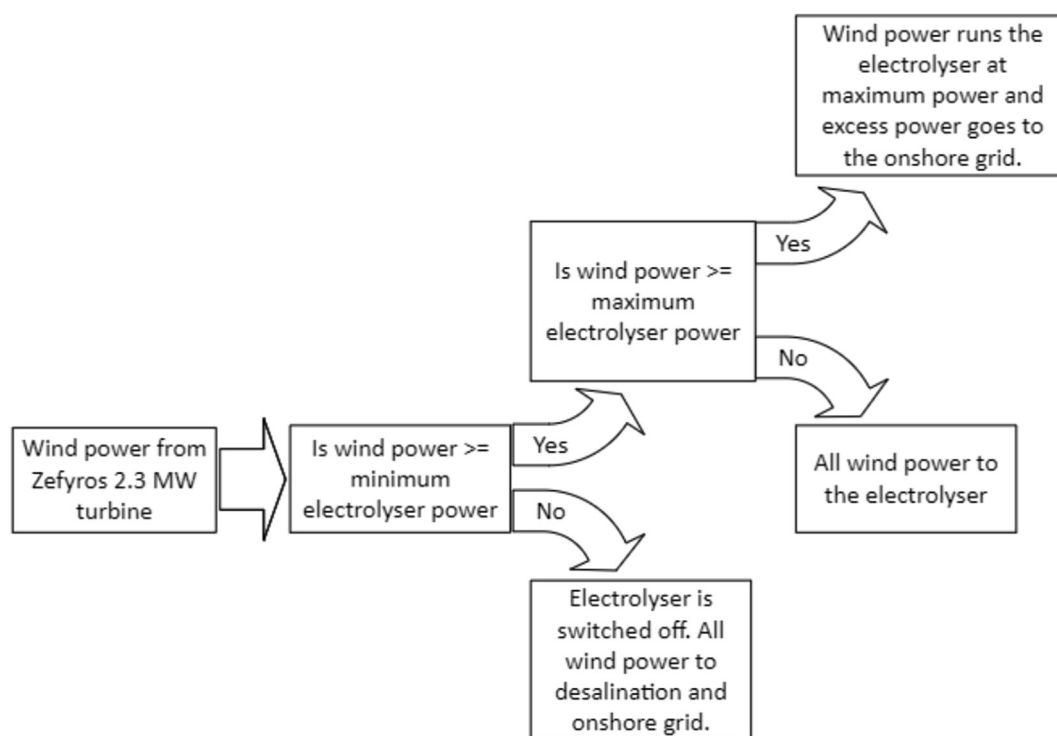 Wind power from
Zefyros 2.3 MW
turbine
Is wind power >=
minimum
electrolyser power
Yes
No
Electrolyser is
switched off. All
wind power to
desalination and
onshore grid.
Is wind power >=
maximum
electrolyser power
Yes
No
Wind power runs the
electrolyser at
maximum power and
excess power goes to
the onshore grid.
All wind power to
the electrolyser